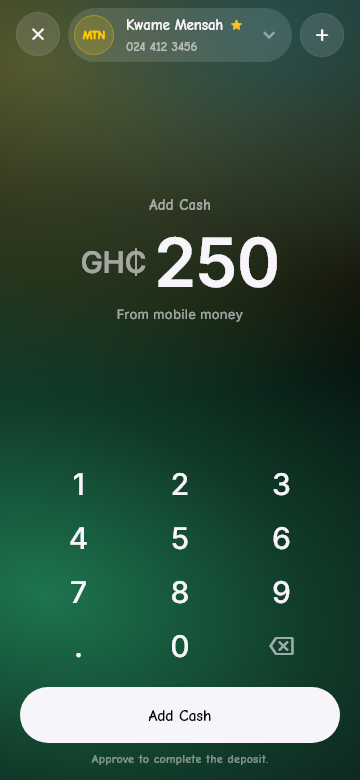 MTN
Kwame Mensah
024 412 3456
Add Cash
GH₵ 250
From mobile money
1 2 3
4 5 6
7 8 9
. 0
Add Cash
Approve to complete the deposit.